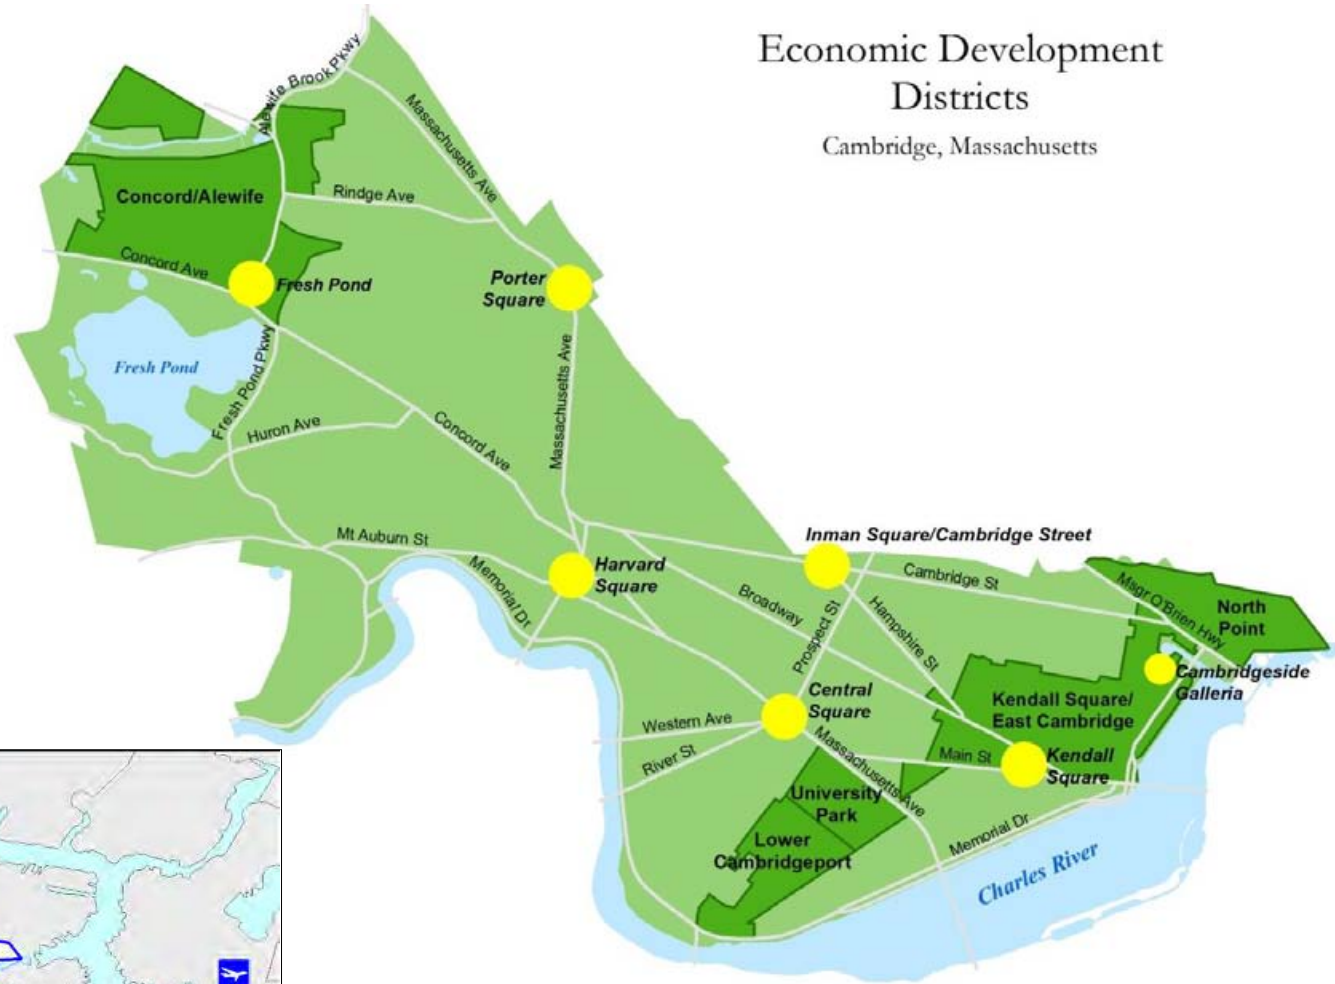 Economic Development
Districts
Cambridge, Massachusetts
Alewife Brook Pkwy
Massachusetts Ave
Concord/Alewife
Rindge Ave
Concord Ave
Fresh Pond
Porter
Square
Fresh Pond
Fresh Pond Pkwy
Massachusetts Ave
Huron Ave
Concord Ave
Mt Auburn St
Memorial Dr
Harvard
Square
Inman Square/Cambridge Street
Cambridge St
Broadway
Prospect St
Hampshire St
Msgr O'Brien Hwy
North
Point
Cambridgeside
Galleria
Kendall Square/
East Cambridge
Central
Square
Western Ave
River St
Massachusetts Ave
Main St
Kendall
Square
University
Park
Lower
Cambridgeport
Memorial Dr
Charles River